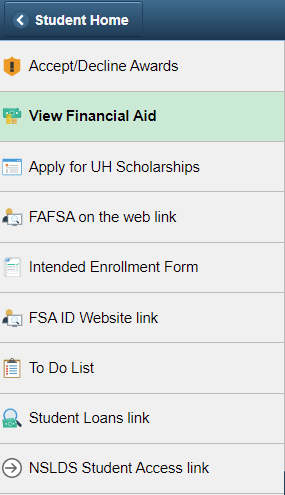 Student Home
Accept/Decline Awards
View Financial Aid
Apply for UH Scholarships
FAFSA on the web link
Intended Enrollment Form
FSA ID Website link
To Do List
Student Loans link
NSLDS Student Access link